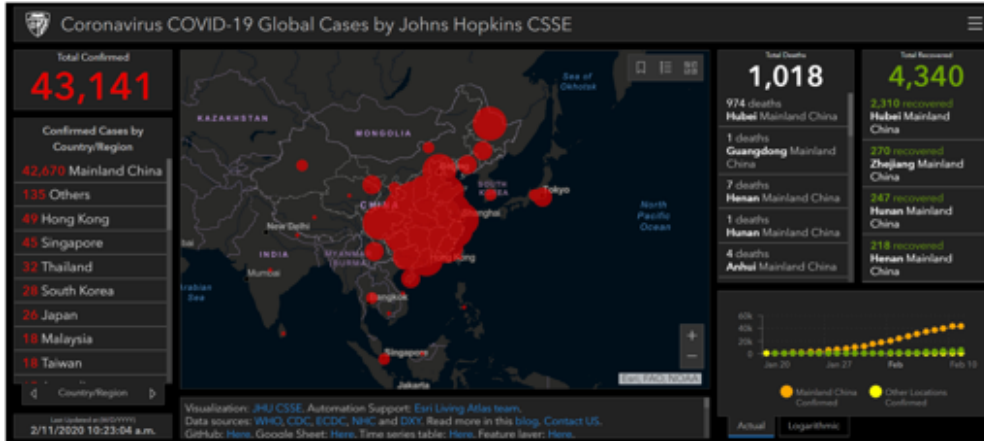 Coronavirus COVID-19 Global Cases by Johns Hopkins CSSE
Total Confirmed
43,141
Confirmed Cases by
Country/Region
42,670 Mainland China
135 Others
49 Hong Kong
45 Singapore
32 Thailand
28 South Korea
26 Japan
18 Malaysia
18 Taiwan
Country/Region
Last Updated at (M/D/YYYY)
2/11/2020 10:23:04 a.m.
Sea of
Okhotsk
KAZAKHSTAN
MONGOLIA
SOUTH
KOREA
Tokyo
CHINA
Shanghai
North
Pacific
Ocean
New Delhi
INDIA
Hong Kong
Mumbai
Arabian
Sea
Bangkok
Singapore
Jakarta
Esri, FAO, NOAA
Visualization: JHU CSSE. Automation Support: Esri Living Atlas team.
Data sources: WHO, CDC, ECDC, NHC and DXY. Read more in this blog. Contact US.
GitHub: Here. Google Sheet: Here. Time series table: Here. Feature layer: Here.
Total Deaths
1,018
974 deaths
Hubei Mainland China
1 deaths
Guangdong Mainland
China
7 deaths
Henan Mainland China
1 deaths
Hunan Mainland China
4 deaths
Anhui Mainland China
Total Recovered
4,340
2,310 recovered
Hubei Mainland
China
270 recovered
Zhejiang Mainland
China
247 recovered
Hunan Mainland
China
218 recovered
Henan Mainland
China
60k
40k
20k
0
Jan 20
Jan 27
Feb
Feb 10
Mainland China
Confirmed
Other Locations
Confirmed
Actual
Logarithmic